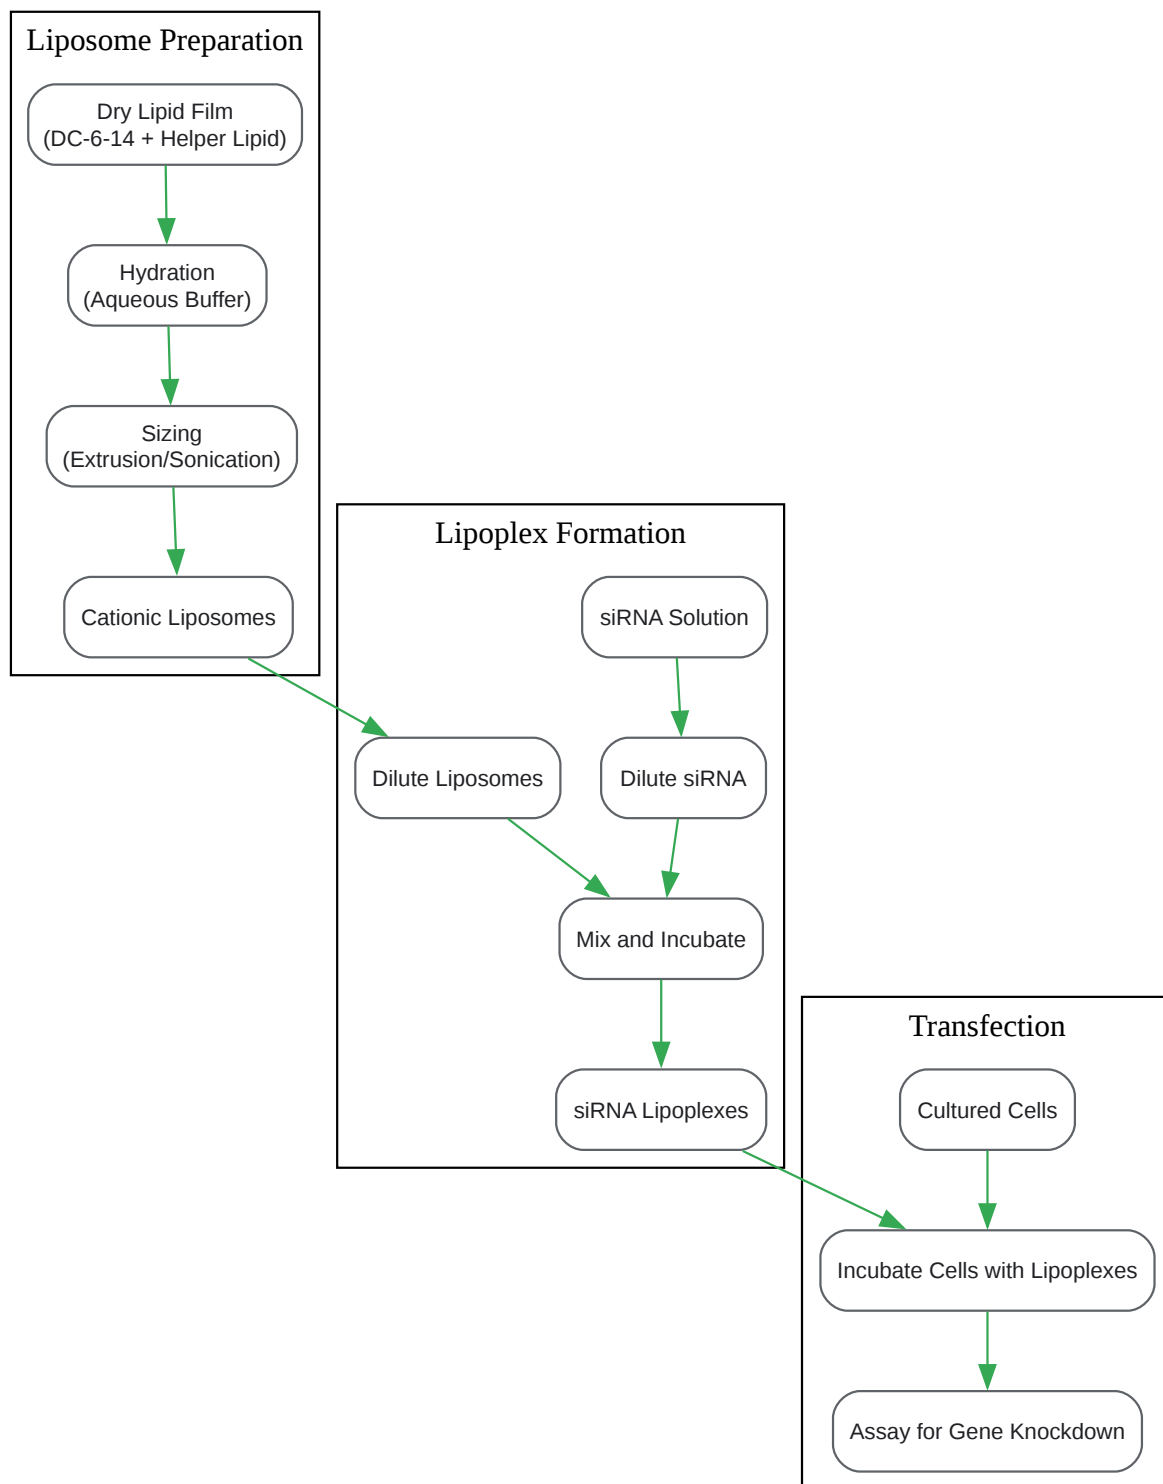 Liposome Preparation
Dry Lipid Film
(DC-6-14 + Helper Lipid)
Hydration
(Aqueous Buffer)
Sizing
(Extrusion/Sonication)
Cationic Liposomes
Lipoplex Formation
siRNA Solution
Dilute Liposomes
Dilute siRNA
Mix and Incubate
siRNA Lipoplexes
Transfection
Cultured Cells
Incubate Cells with Lipoplexes
Assay for Gene Knockdown